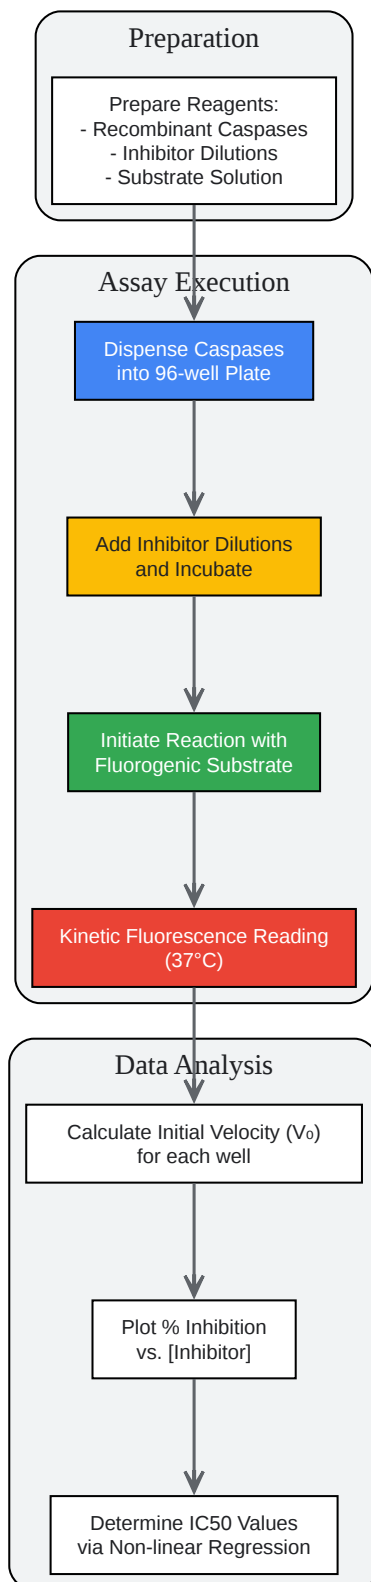 Preparation
Prepare Reagents:
- Recombinant Caspases
- Inhibitor Dilutions
- Substrate Solution
Assay Execution
Dispense Caspases
into 96-well Plate
Add Inhibitor Dilutions
and Incubate
Initiate Reaction with
Fluorogenic Substrate
Kinetic Fluorescence Reading
(37°C)
Data Analysis
Calculate Initial Velocity (V₀)
for each well
Plot % Inhibition
vs. [Inhibitor]
Determine IC50 Values
via Non-linear Regression